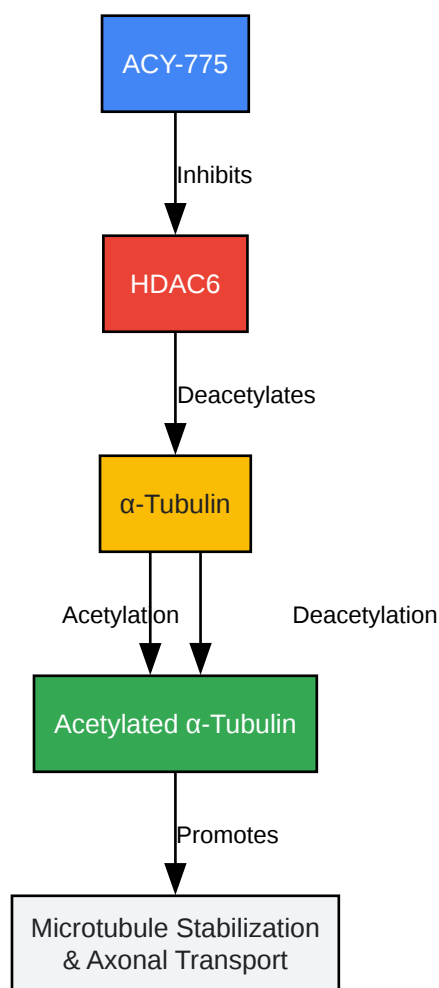 ACY-775
Inhibits
HDAC6
Deacetylates
α-Tubulin
Acetylation
Deacetylation
Acetylated α-Tubulin
Promotes
Microtubule Stabilization
& Axonal Transport